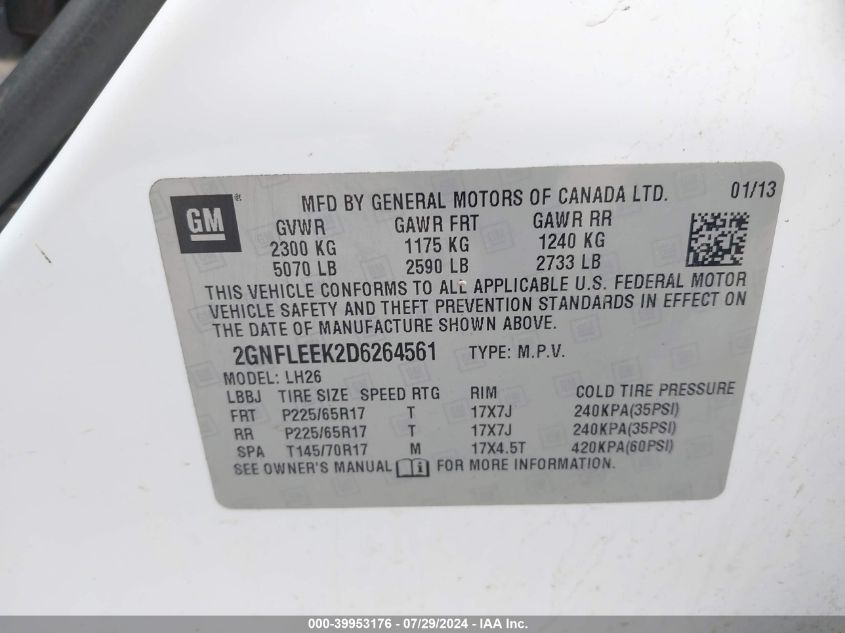 GM ® MFD BY GENERAL MOTORS OF CANADA LTD. 01/13
GVWR GAWR FRT GAWR RR
2300 KG 1175 KG 1240 KG
5070 LB 2590 LB 2733 LB
THIS VEHICLE CONFORMS TO ALL APPLICABLE U.S. FEDERAL MOTOR
VEHICLE SAFETY AND THEFT PREVENTION STANDARDS IN EFFECT ON
THE DATE OF MANUFACTURE SHOWN ABOVE.
2GNFLEEK2D6264561 TYPE: M.P.V.
MODEL: LH26
LBBJ TIRE SIZE SPEED RTG RIM COLD TIRE PRESSURE
FRT P225/65R17 T 17X7J 240KPA(35PSI)
RR P225/65R17 T 17X7J 240KPA(35PSI)
SPA T145/70R17 M 17X4.5T 420KPA(60PSI)
SEE OWNER'S MANUAL FOR MORE INFORMATION.
000-39953176 / 07/29/2024 / IAA Inc.